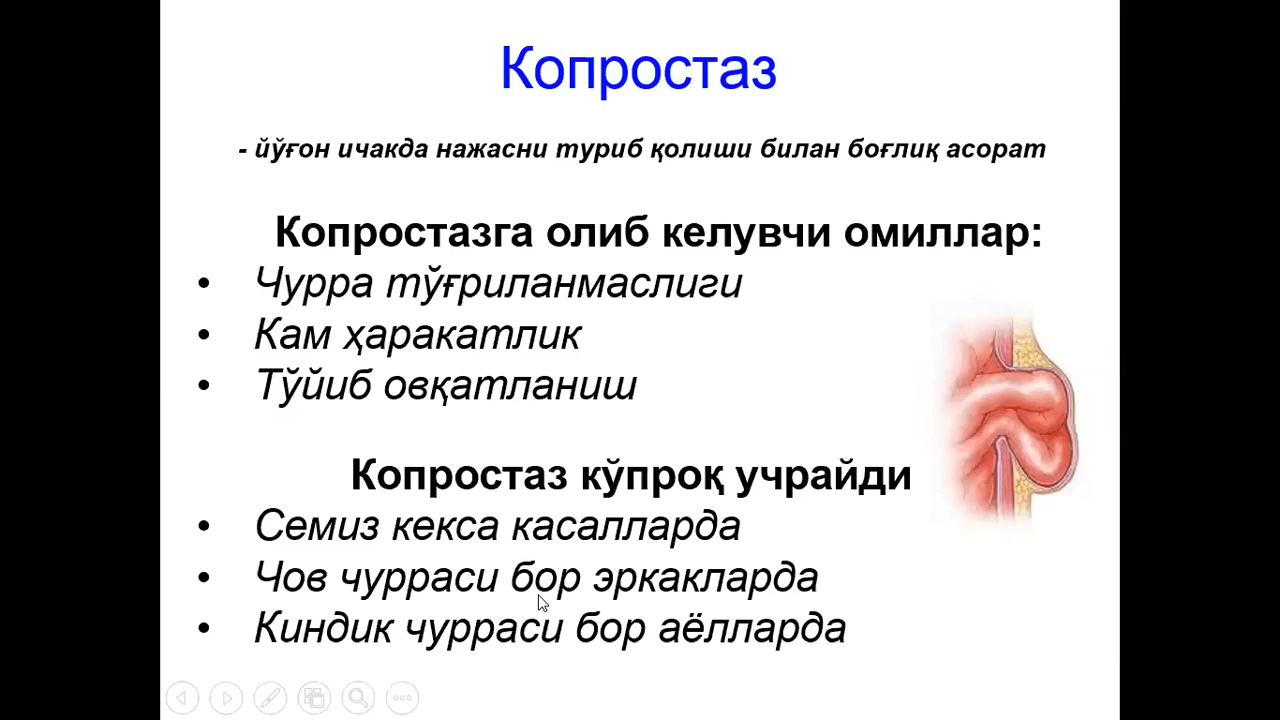 Копростаз
- йўғон ичакда нажасни туриб қолиши билан боғлиқ асорат
Копростазга олиб келувчи омиллар:
• Чурра тўғриланмаслиги
• Кам ҳаракатлик
• Тўйиб овқатланиш
Копростаз кўпроқ учрайди
• Семиз кекса касалларда
• Чов чурраси бор эркакларда
• Киндик чурраси бор аёлларда